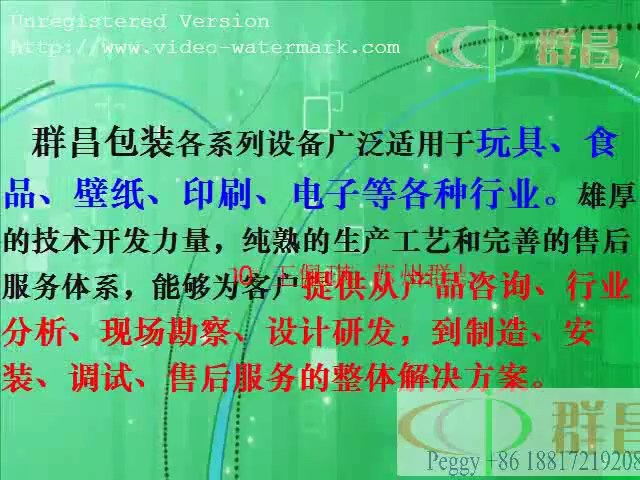 Unregistered Version
http://www.video-watermark.com/
群昌
群昌包装各系列设备广泛适用于玩具、食
品、壁纸、印刷、电子等各种行业。雄厚
的技术开发力量，纯熟的生产工艺和完善的售后
服务体系，能够为客户提供从产品咨询、行业
分析、现场勘察、设计研发，到制造、安
装、调试、售后服务的整体解决方案。
群昌
Peggy +86 18817219208